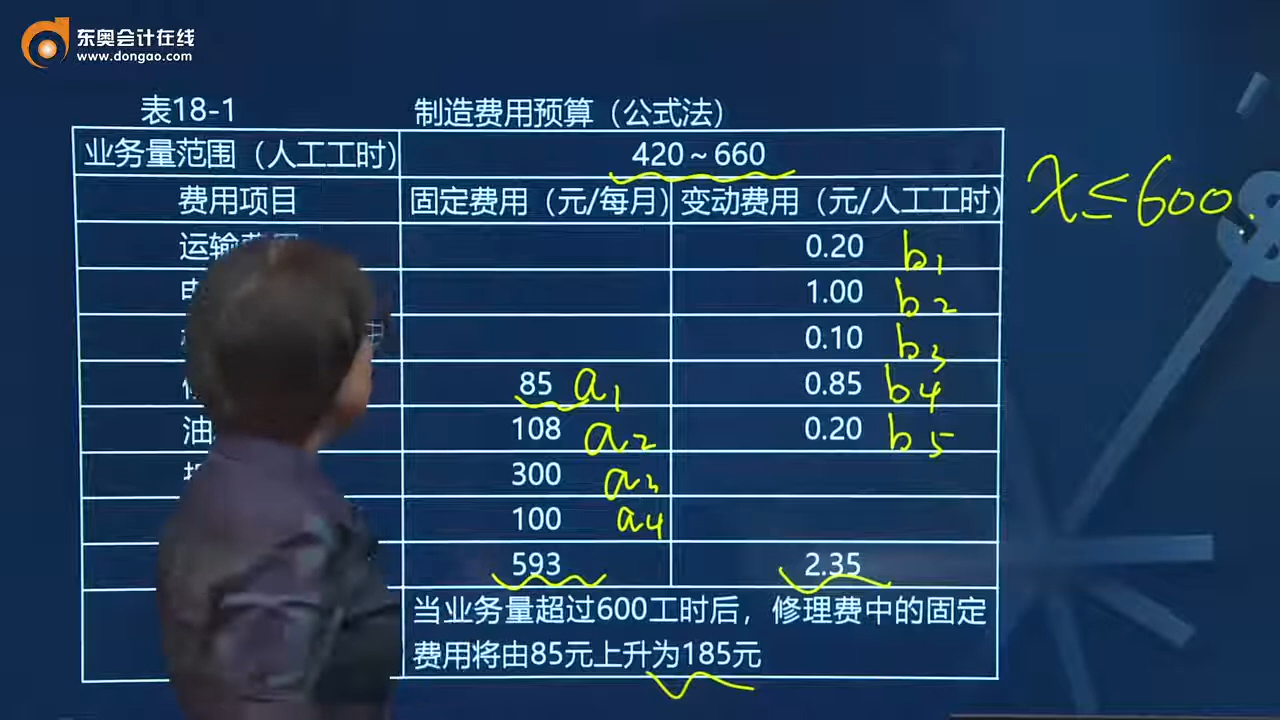 东奥会计在线
www.dongao.com
表18-1 制造费用预算（公式法）
业务量范围（人工工时） 420～660
费用项目 固定费用（元/每月） 变动费用（元/人工工时）
x≤600.
运输 0.20 b1
1.00 b2
0.10 b3
85 a1 0.85 b4
油 108 a2 0.20 b5
300 a3
100 a4
593 2.35
当业务量超过600工时后，修理费中的固定
费用将由85元上升为185元